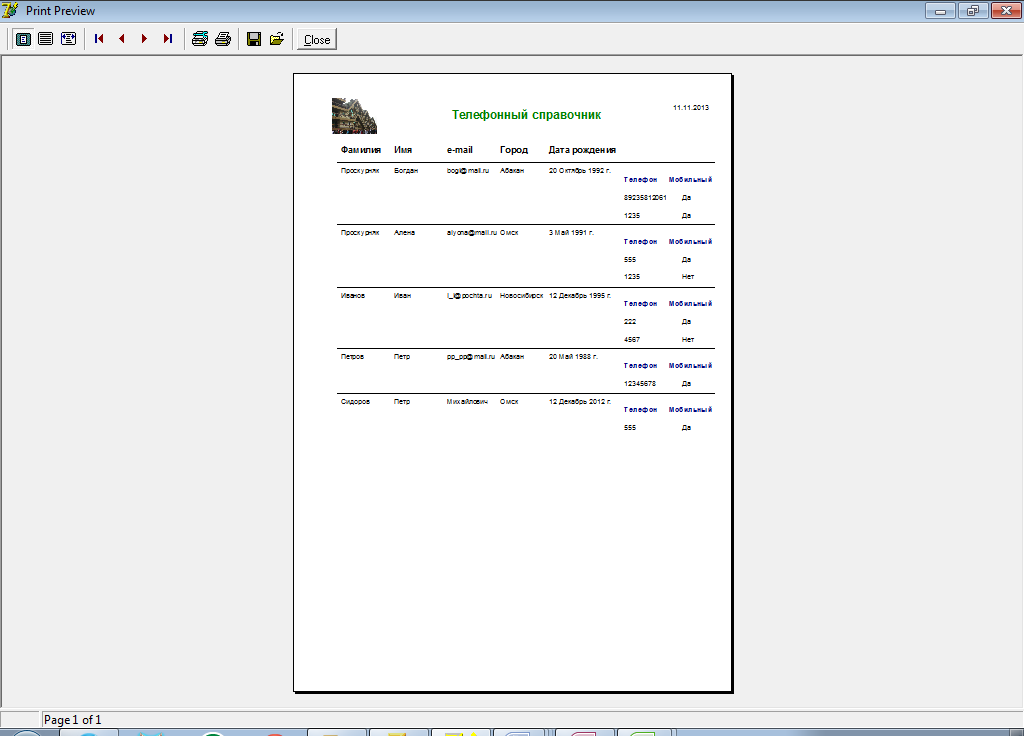 Print Preview
Close
11.11.2013
Телефонный справочник
Фамилия Имя e-mail Город Дата рождения
Проскурняк Богдан bogi@mail.ru Абакан 20 Октябрь 1992 г.
Телефон Мобильный
89235812061 Да
1235 Да
Проскурняк Алена alyona@mail.ru Омск 3 Май 1991 г.
Телефон Мобильный
555 Да
1235 Нет
Иванов Иван i_i@pochta.ru Новосибирск 12 Декабрь 1995 г.
Телефон Мобильный
222 Да
4567 Нет
Петров Петр pp_pp@mail.ru Абакан 20 Май 1988 г.
Телефон Мобильный
12345678 Да
Сидоров Петр Михайлович Омск 12 Декабрь 2012 г.
Телефон Мобильный
555 Да
Page 1 of 1